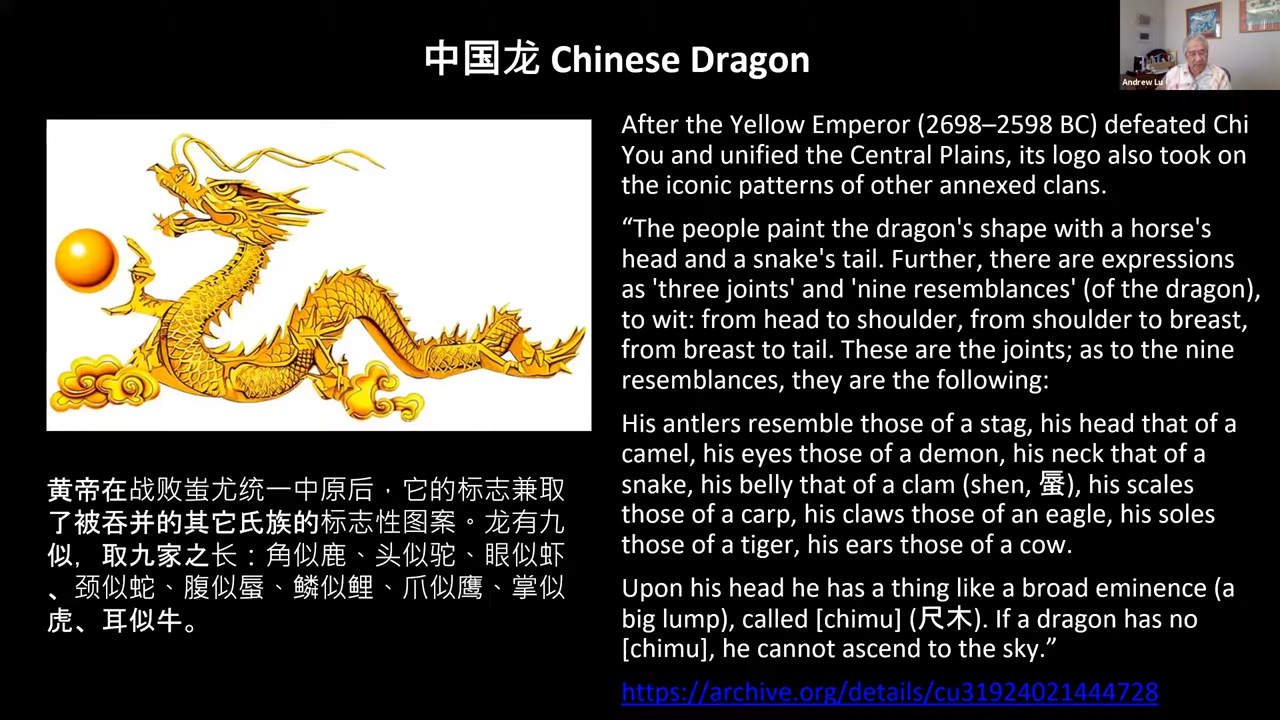 中国龙 Chinese Dragon
Andrew Lu
After the Yellow Emperor (2698–2598 BC) defeated Chi
You and unified the Central Plains, its logo also took on
the iconic patterns of other annexed clans.
“The people paint the dragon's shape with a horse's
head and a snake's tail. Further, there are expressions
as 'three joints' and 'nine resemblances' (of the dragon),
to wit: from head to shoulder, from shoulder to breast,
from breast to tail. These are the joints; as to the nine
resemblances, they are the following:
His antlers resemble those of a stag, his head that of a
camel, his eyes those of a demon, his neck that of a
snake, his belly that of a clam (shen, 蜃), his scales
those of a carp, his claws those of an eagle, his soles
those of a tiger, his ears those of a cow.
Upon his head he has a thing like a broad eminence (a
big lump), called [chimu] (尺木). If a dragon has no
[chimu], he cannot ascend to the sky.”
https://archive.org/details/cu31924021444728
黄帝在战败蚩尤统一中原后，它的标志兼取
了被吞并的其它氏族的标志性图案。龙有九
似，取九家之长：角似鹿、头似驼、眼似虾
、颈似蛇、腹似蜃、鳞似鲤、爪似鹰、掌似
虎、耳似牛。